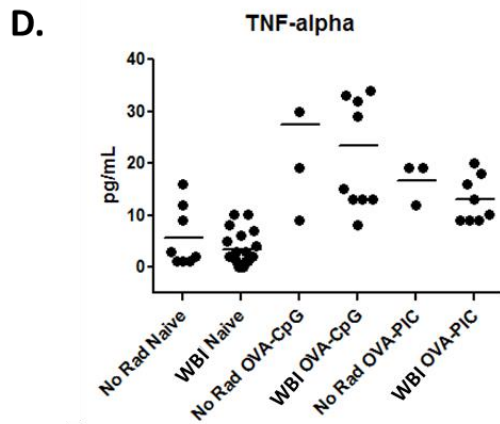 D.
TNF-alpha
pg/mL
40
30
20
10
0
No Rad Naive
WBI Naive
No Rad OVA-CpG
WBI OVA-CpG
No Rad OVA-PIC
WBI OVA-PIC